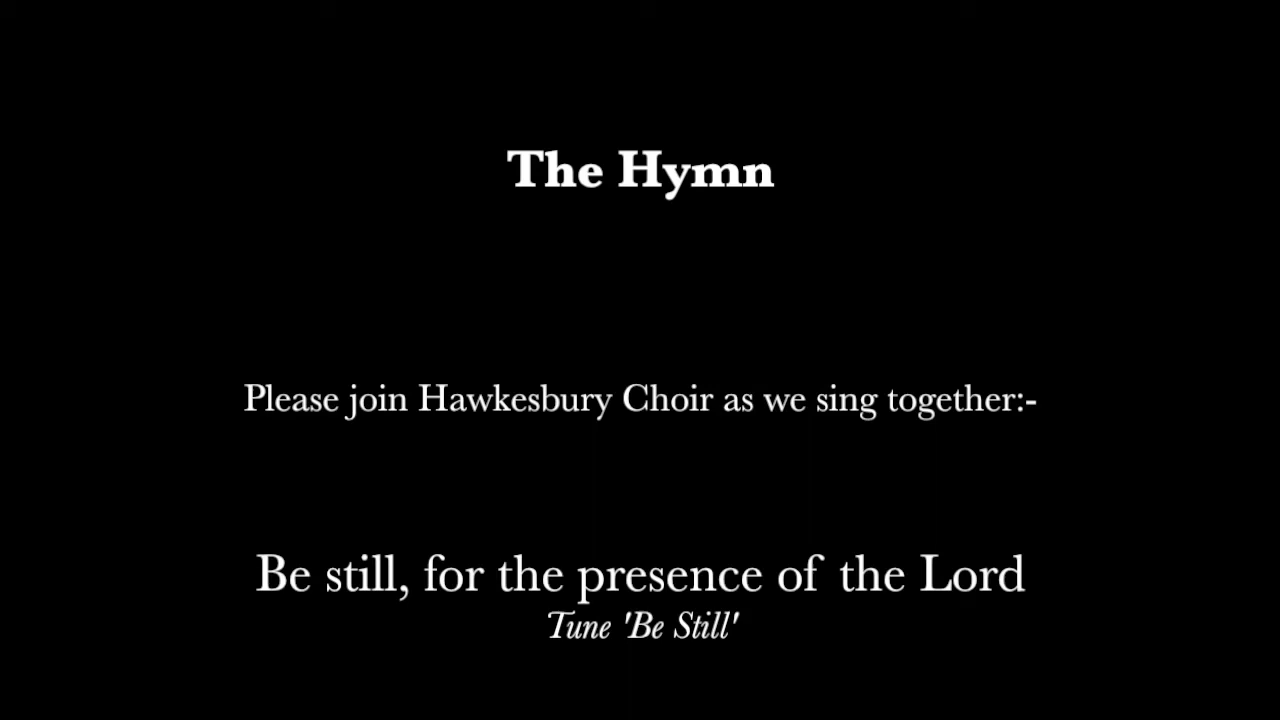 The Hymn
Please join Hawkesbury Choir as we sing together:-
Be still, for the presence of the Lord
Tune 'Be Still'